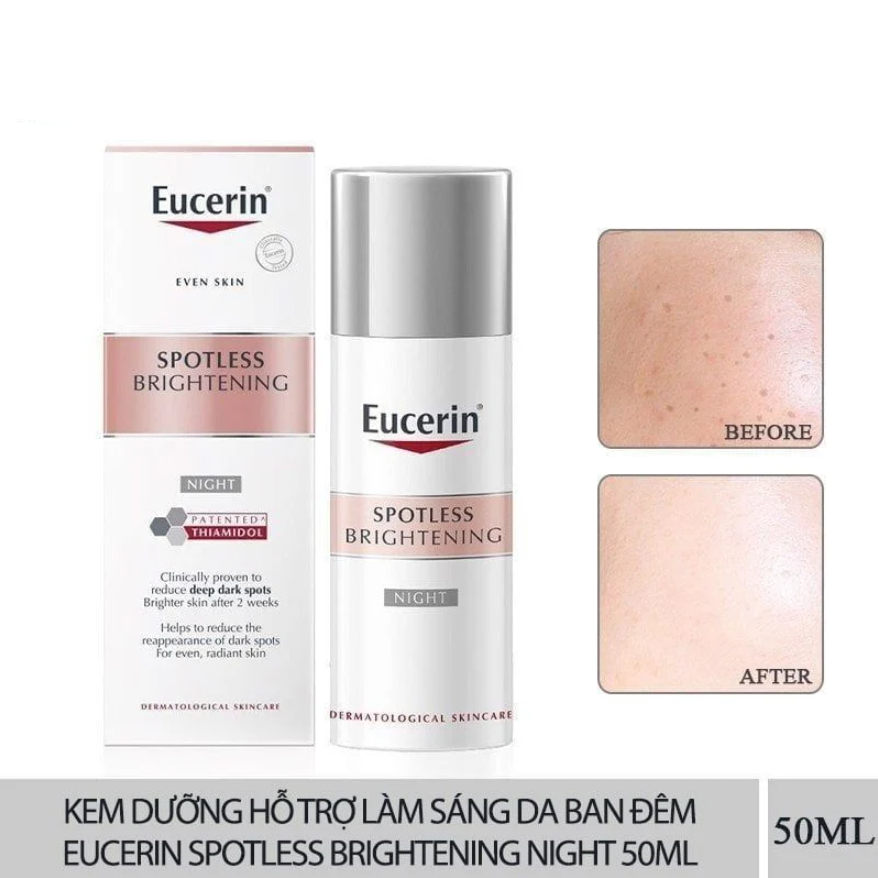 Eucerin®
Clinically
Eucerin
Tested
EVEN SKIN
SPOTLESS
BRIGHTENING
NIGHT
PATENTED^
THIAMIDOL
Clinically proven to
reduce deep dark spots
Brighter skin after 2 weeks
Helps to reduce the
reappearance of dark spots
For even, radiant skin
DERMATOLOGICAL SKINCARE
Eucerin®
SPOTLESS
BRIGHTENING
NIGHT
DERMATOLOGICAL SKINCARE
BEFORE
AFTER
KEM DƯỠNG HỖ TRỢ LÀM SÁNG DA BAN ĐÊM
EUCERIN SPOTLESS BRIGHTENING NIGHT 50ML
50ML